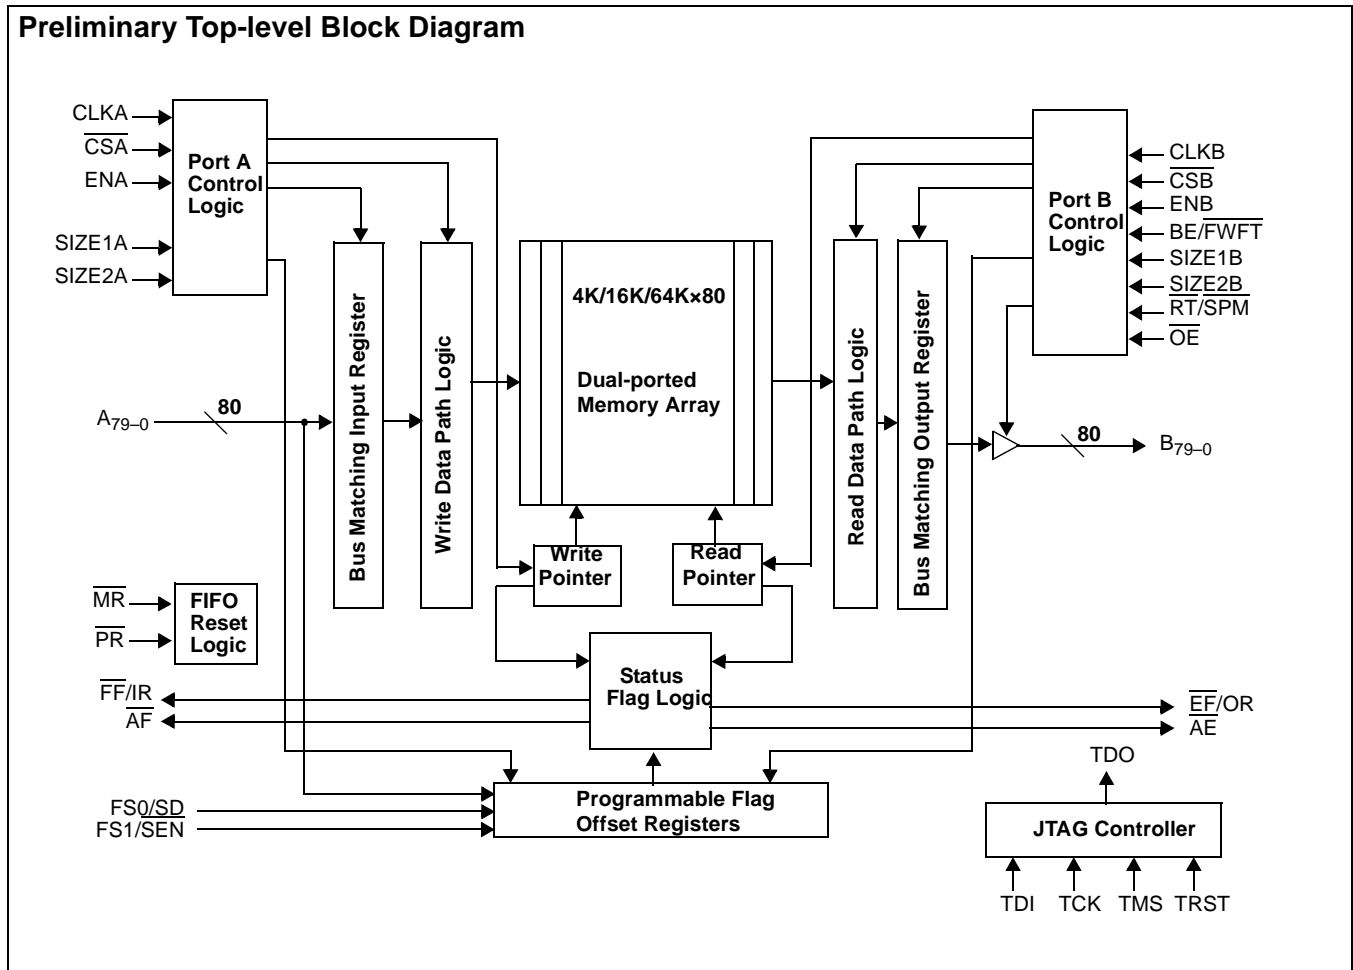 Preliminary Top-level Block Diagram
CLKA
CSA
ENA
SIZE1A
SIZE2A
Port A
Control
Logic
Port B
Control
Logic
CLKB
CSB
ENB
BE/FWFT
SIZE1B
SIZE2B
RT/SPM
OE
4K/16K/64K×80
Dual-ported
Memory Array
Bus Matching Input Register
Write Data Path Logic
Read Data Path Logic
Bus Matching Output Register
A79–0
80
80
B79–0
Write
Pointer
Read
Pointer
MR
PR
FIFO
Reset
Logic
Status
Flag Logic
FF/IR
AF
EF/OR
AE
FS0/SD
FS1/SEN
Programmable Flag
Offset Registers
TDO
JTAG Controller
TDI TCK TMS TRST